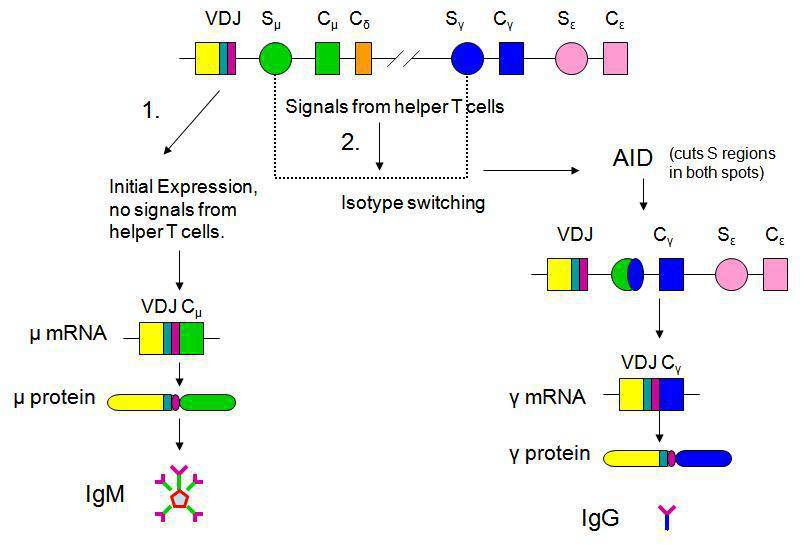 VDJ Sμ Cμ Cδ Sγ Cγ Sε Cε
1.
Signals from helper T cells
2.
Isotype switching
AID (cuts S regions
in both spots)
Initial Expression,
no signals from
helper T cells.
VDJ Cγ Sε Cε
VDJ Cμ
μ mRNA
μ protein
IgM
VDJ Cγ
γ mRNA
γ protein
IgG